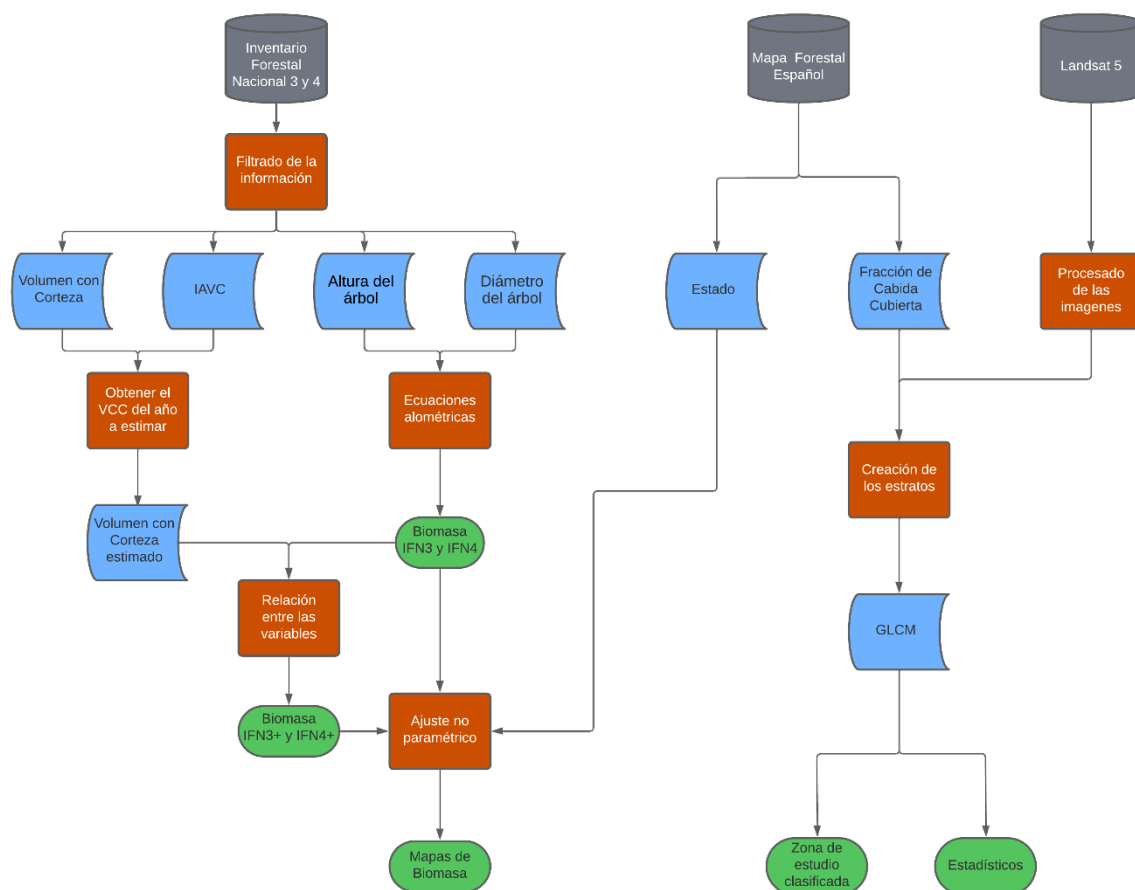 Inventario
Forestal
Nacional 3 y 4
Mapa Forestal
Español
Landsat 5
Filtrado de la
información
Volumen con
Corteza
IAVC
Altura del
árbol
Diámetro
del árbol
Estado
Fracción de
Cabida
Cubierta
Procesado
de las
imagenes
Obtener el
VCC del año
a estimar
Ecuaciones
alométricas
Creación de
los estratos
Volumen con
Corteza
estimado
Biomasa
IFN3 y IFN4
Relación
entre las
variables
GLCM
Biomasa
IFN3+ y IFN4+
Ajuste no
paramétrico
Mapas de
Biomasa
Zona de
estudio
clasificada
Estadísticos